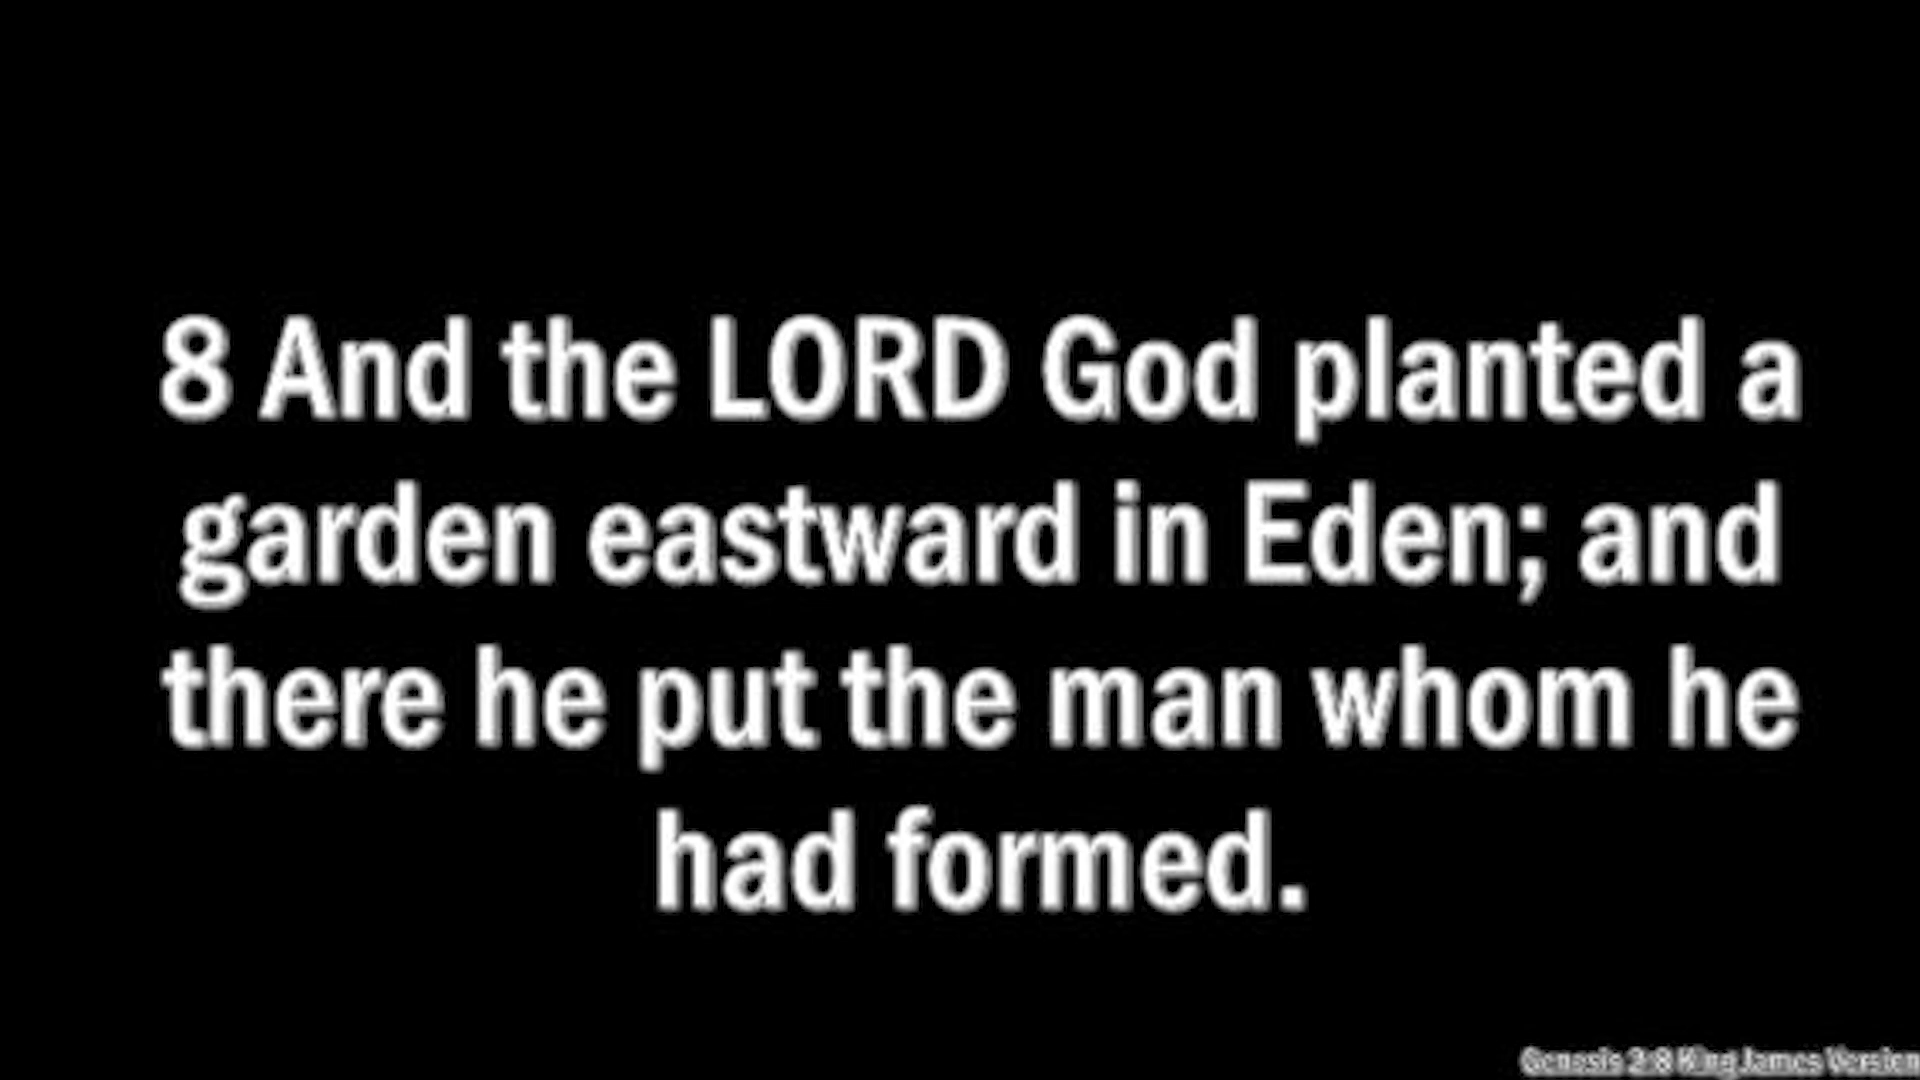 8 And the LORD God planted a
garden eastward in Eden; and
there he put the man whom he
had formed.
Genesis 2:8 King James Version